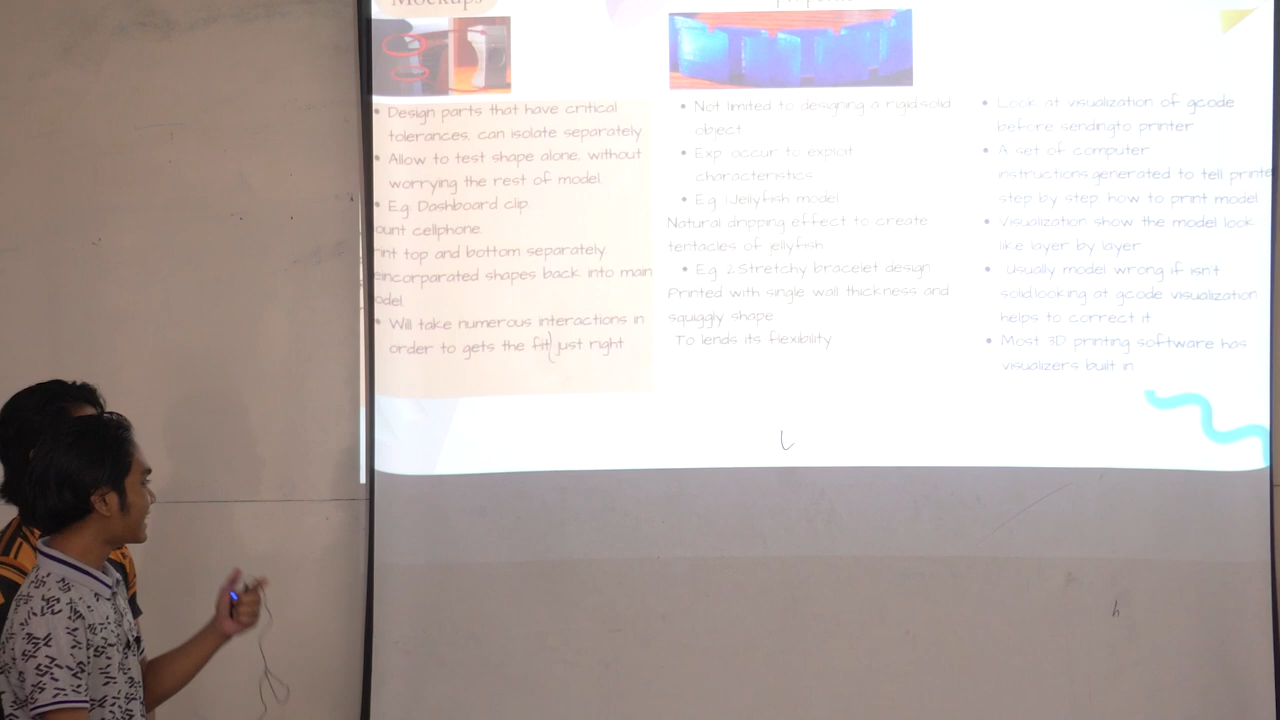 Mockups
• Design parts that have critical
tolerances. can isolate separately
• Allow to test shape alone. without
worrying the rest of model.
• Eg. Dashboard clip
ount cellphone.
rint top and bottom separately.
eincorparated shapes back into main
odel.
• Will take numerous interactions in
order to gets the fit just right
• Not limited to designing a rigid solid
object
• Exp occur to exploit
characteristics
• E.g 1.Jellyfish model
Natural dripping effect to create
tentacles of jellyfish
• E.g. 2.Stretchy bracelet design
Printed with single wall thickness and
squiggly shape
To lends its flexibility
• Look at visualization of gcode
before sendingto printer
• A set of computer
instructions generated to tell printe
step by step how to print model
• Visualization show the model look
like layer by layer
• Usually model wrong if isn't
solid.looking at gcode visualization
helps to correct it
• Most 3D printing software has
visualizers built in